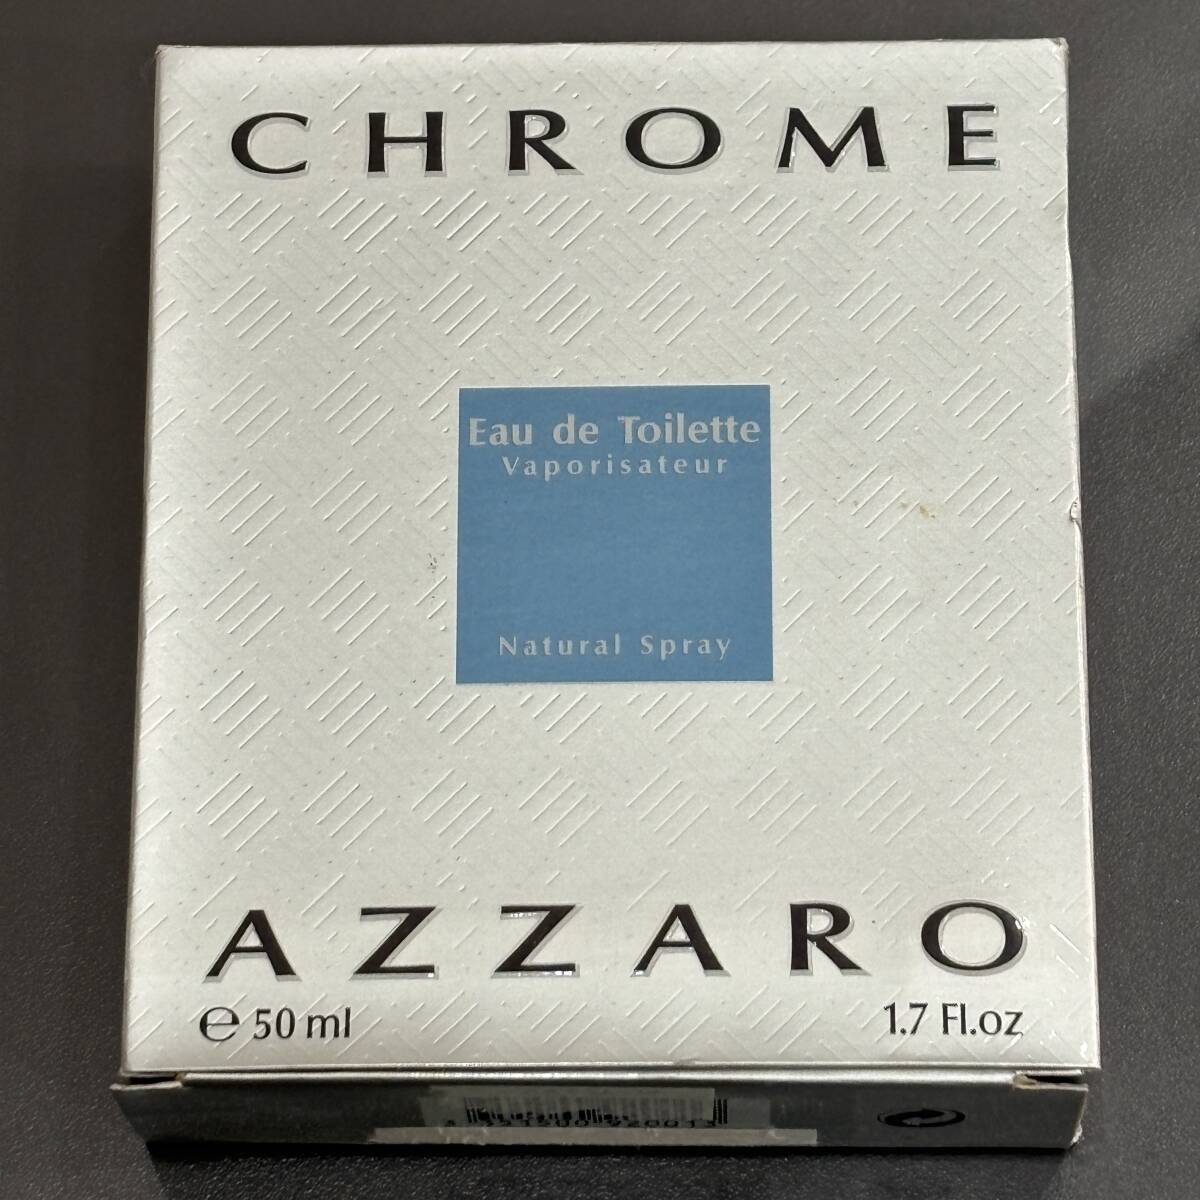 CHROME
Eau de Toilette
Vaporisateur
Natural Spray
AZZARO
℮ 50 ml
1.7 Fl.oz